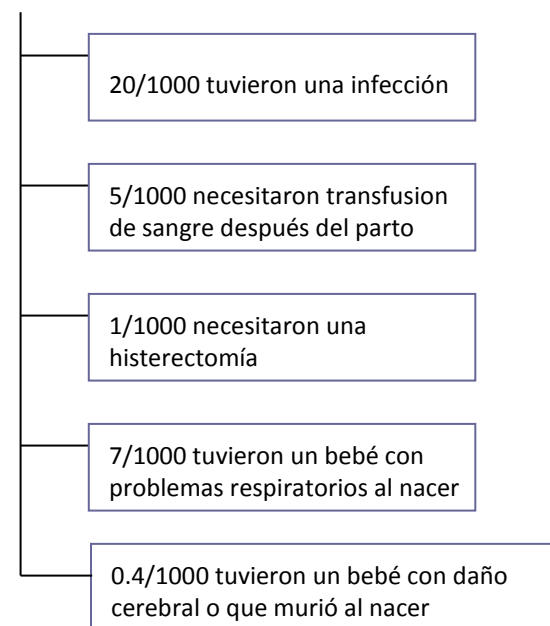 20/1000 tuvieron una infección
5/1000 necesitaron transfusion
de sangre después del parto
1/1000 necesitaron una
histerectomía
7/1000 tuvieron un bebé con
problemas respiratorios al nacer
0.4/1000 tuvieron un bebé con daño
cerebral o que murió al nacer